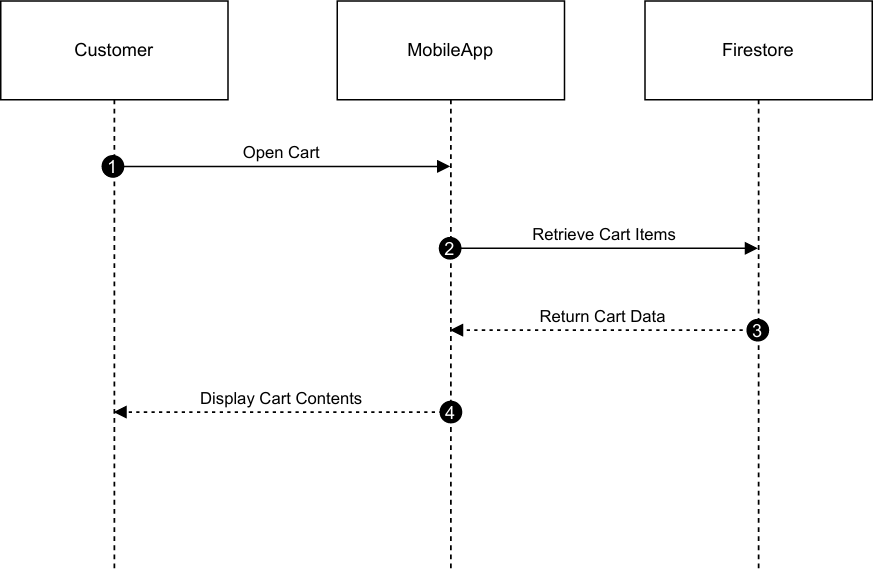 Customer
MobileApp
Firestore
Open Cart
1
Retrieve Cart Items
2
Return Cart Data
3
Display Cart Contents
4